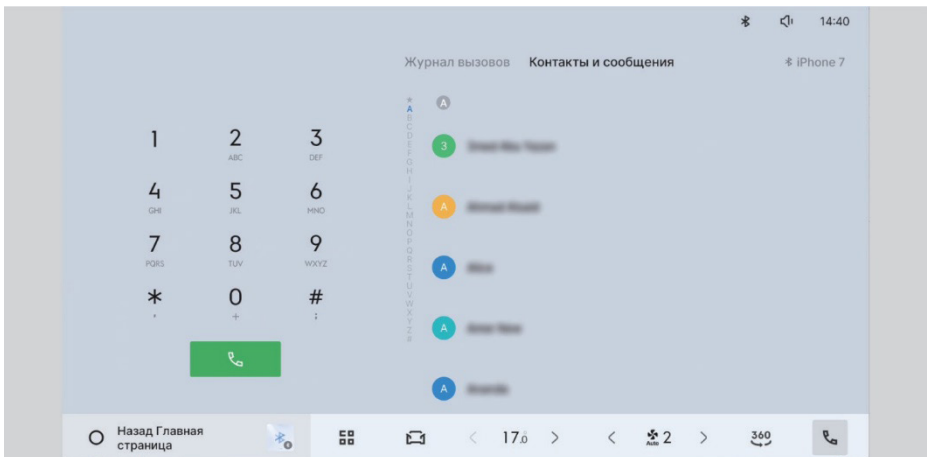 14:40
Журнал вызовов Контакты и сообщения iPhone 7
1 2 3
ABC DEF
4 5 6
GHI JKL MNO
7 8 9
PQRS TUV WXYZ
* 0 #
, + ;
*
A
B
C
D
E
F
G
H
I
J
K
L
M
N
O
P
Q
R
S
T
U
V
W
X
Y
Z
#
A
3
A
A
A
A
Назад Главная
страница
17.0 Auto 2 360